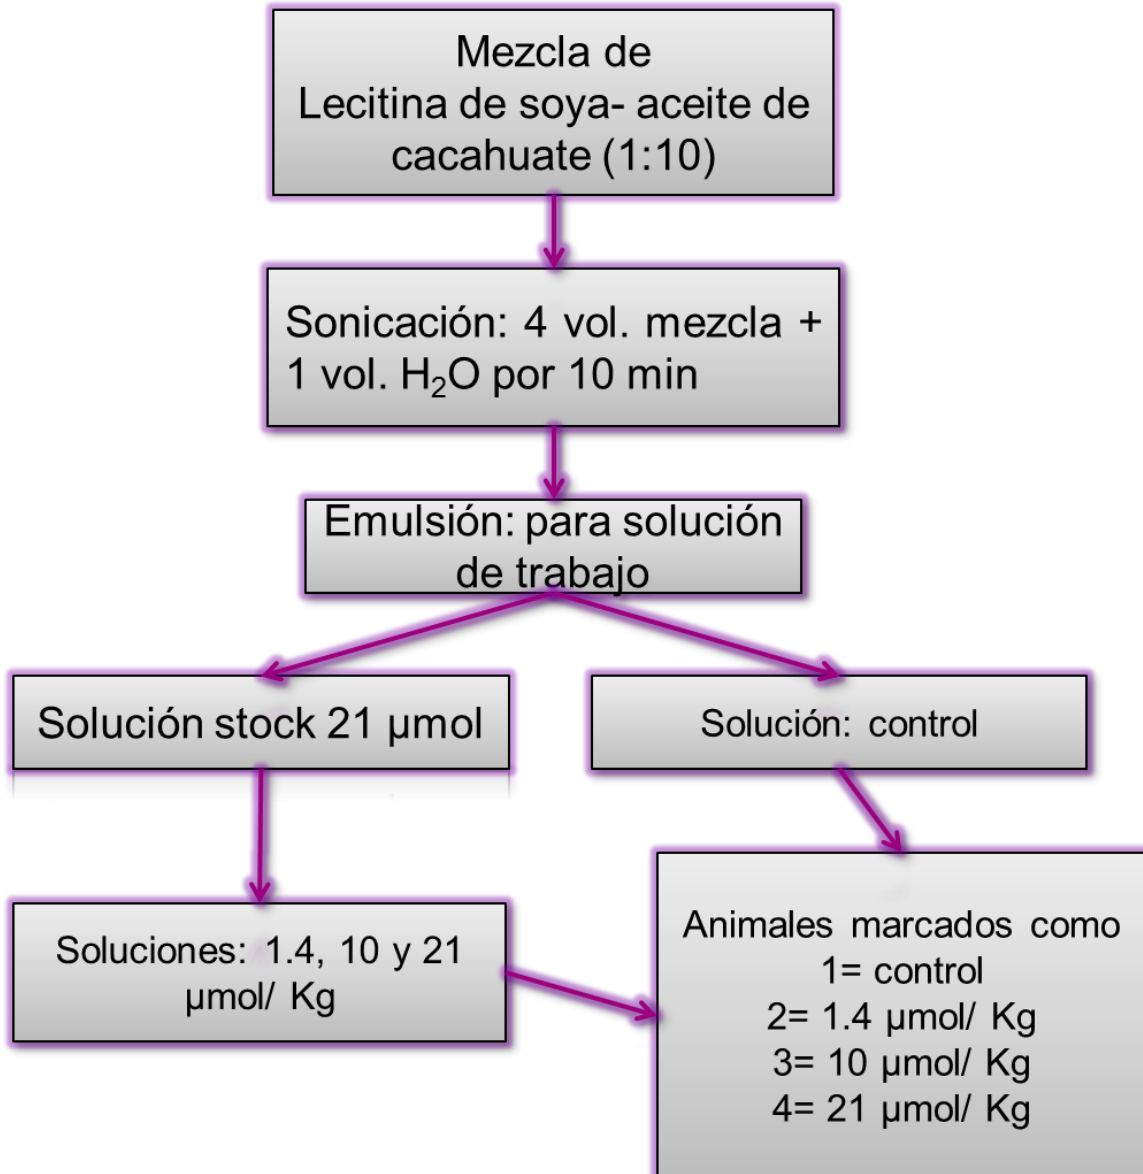 Mezcla de
Lecitina de soya- aceite de
cacahuate (1:10)
Sonicación: 4 vol. mezcla +
1 vol. H₂O por 10 min
Emulsión: para solución
de trabajo
Solución stock 21 µmol
Solución: control
Soluciones: 1.4, 10 y 21
µmol/ Kg
Animales marcados como
1= control
2= 1.4 µmol/ Kg
3= 10 µmol/ Kg
4= 21 µmol/ Kg